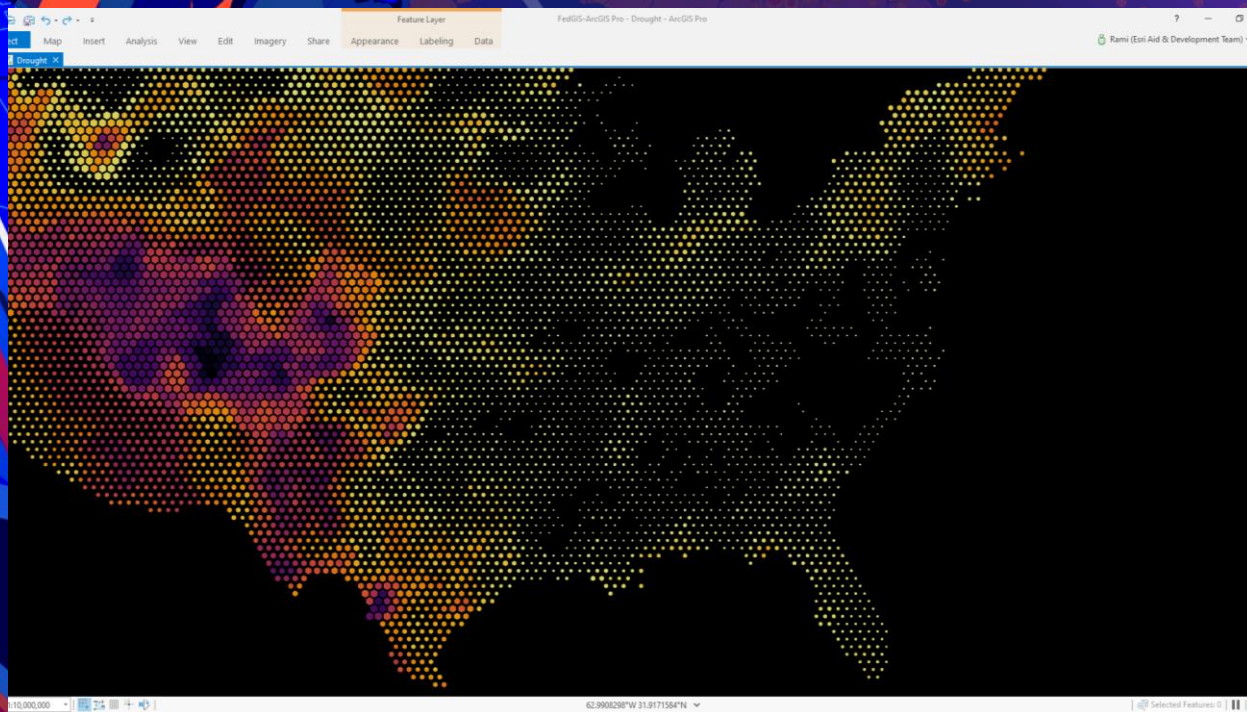 Feature Layer
FedGIS-ArcGIS Pro - Drought - ArcGIS Pro
?
Map Insert Analysis View Edit Imagery Share Appearance Labeling Data
Rami (Esri Aid & Development Team)
Drought
1:10,000,000
62.9908298°W 31.9171584°N
Selected Features: 0